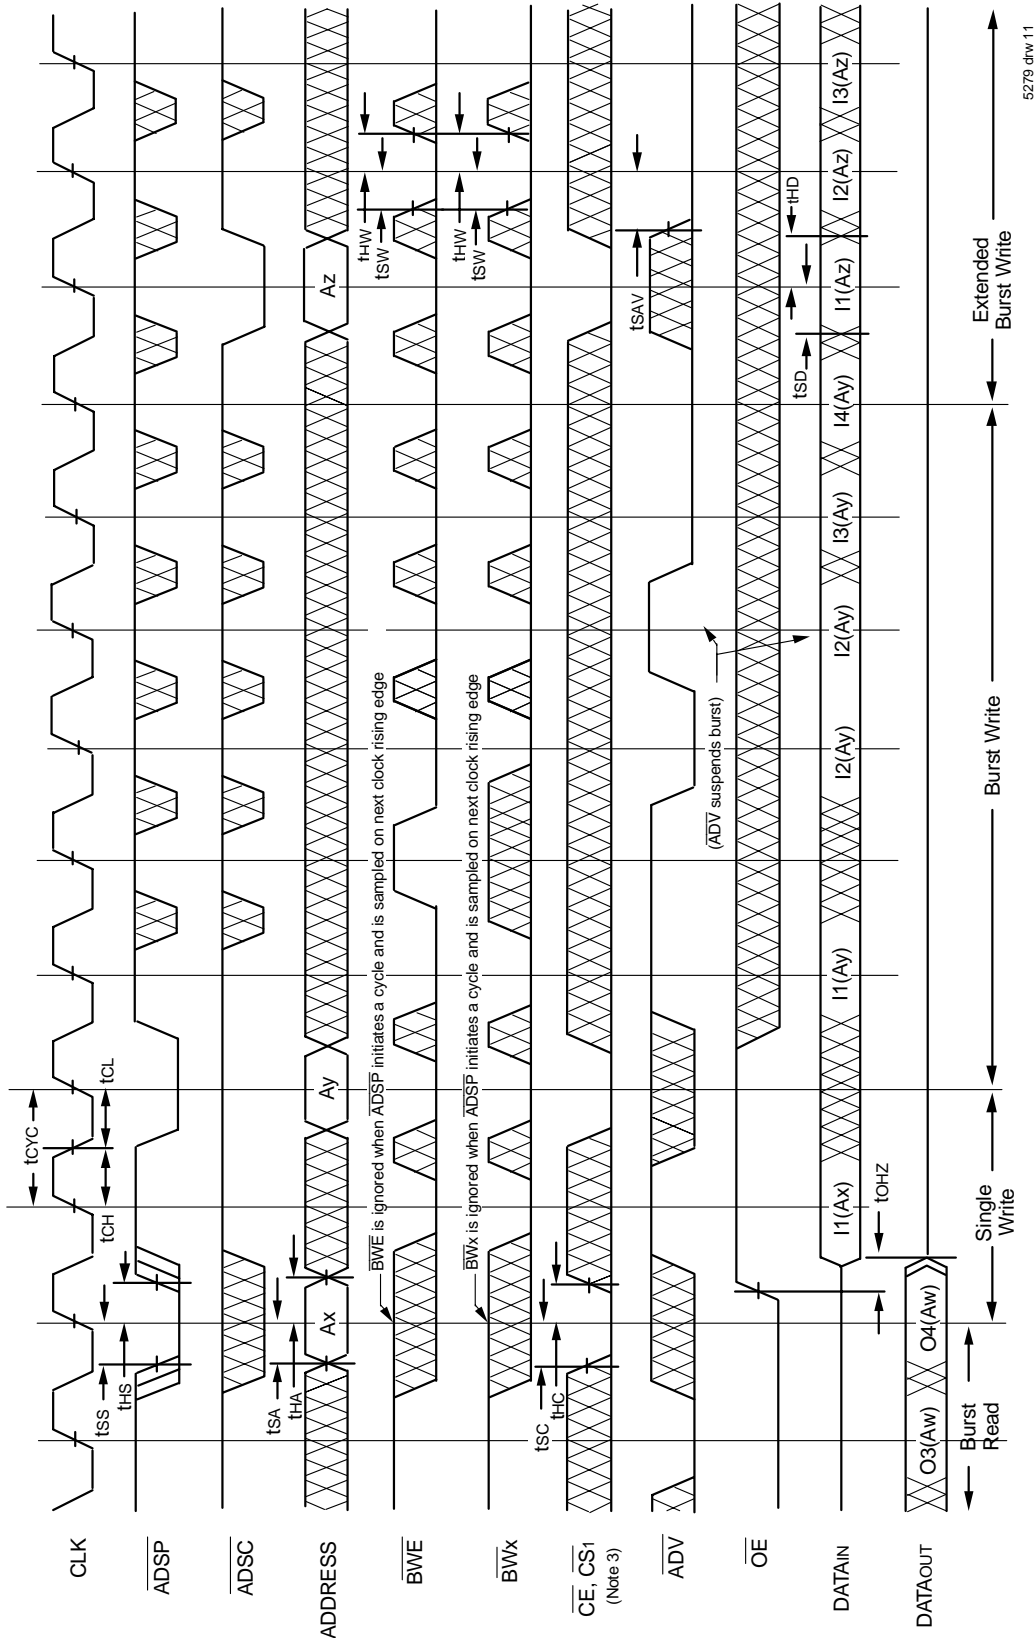 CLK
ADSP
ADSC
ADDRESS
BWE
BWx
CE, CS1
(Note 3)
ADV
OE
DATAIN
DATAOUT
tCYC
tCH
tCL
tSS
tHS
tSA
tHA
Ax
Ay
Az
BWE is ignored when ADSP initiates a cycle and is sampled on next clock rising edge
tHW
tSW
BWx is ignored when ADSP initiates a cycle and is sampled on next clock rising edge
tHW
tSW
tSC
tHC
tSAV
(ADV suspends burst)
tSD
tHD
I1(Ax)
I1(Ay)
I2(Ay)
I2(Ay)
I3(Ay)
I4(Ay)
I1(Az)
I2(Az)
I3(Az)
tOHZ
O3(Aw)
O4(Aw)
Burst
Read
Single
Write
Burst Write
Extended
Burst Write
5279 drw 11